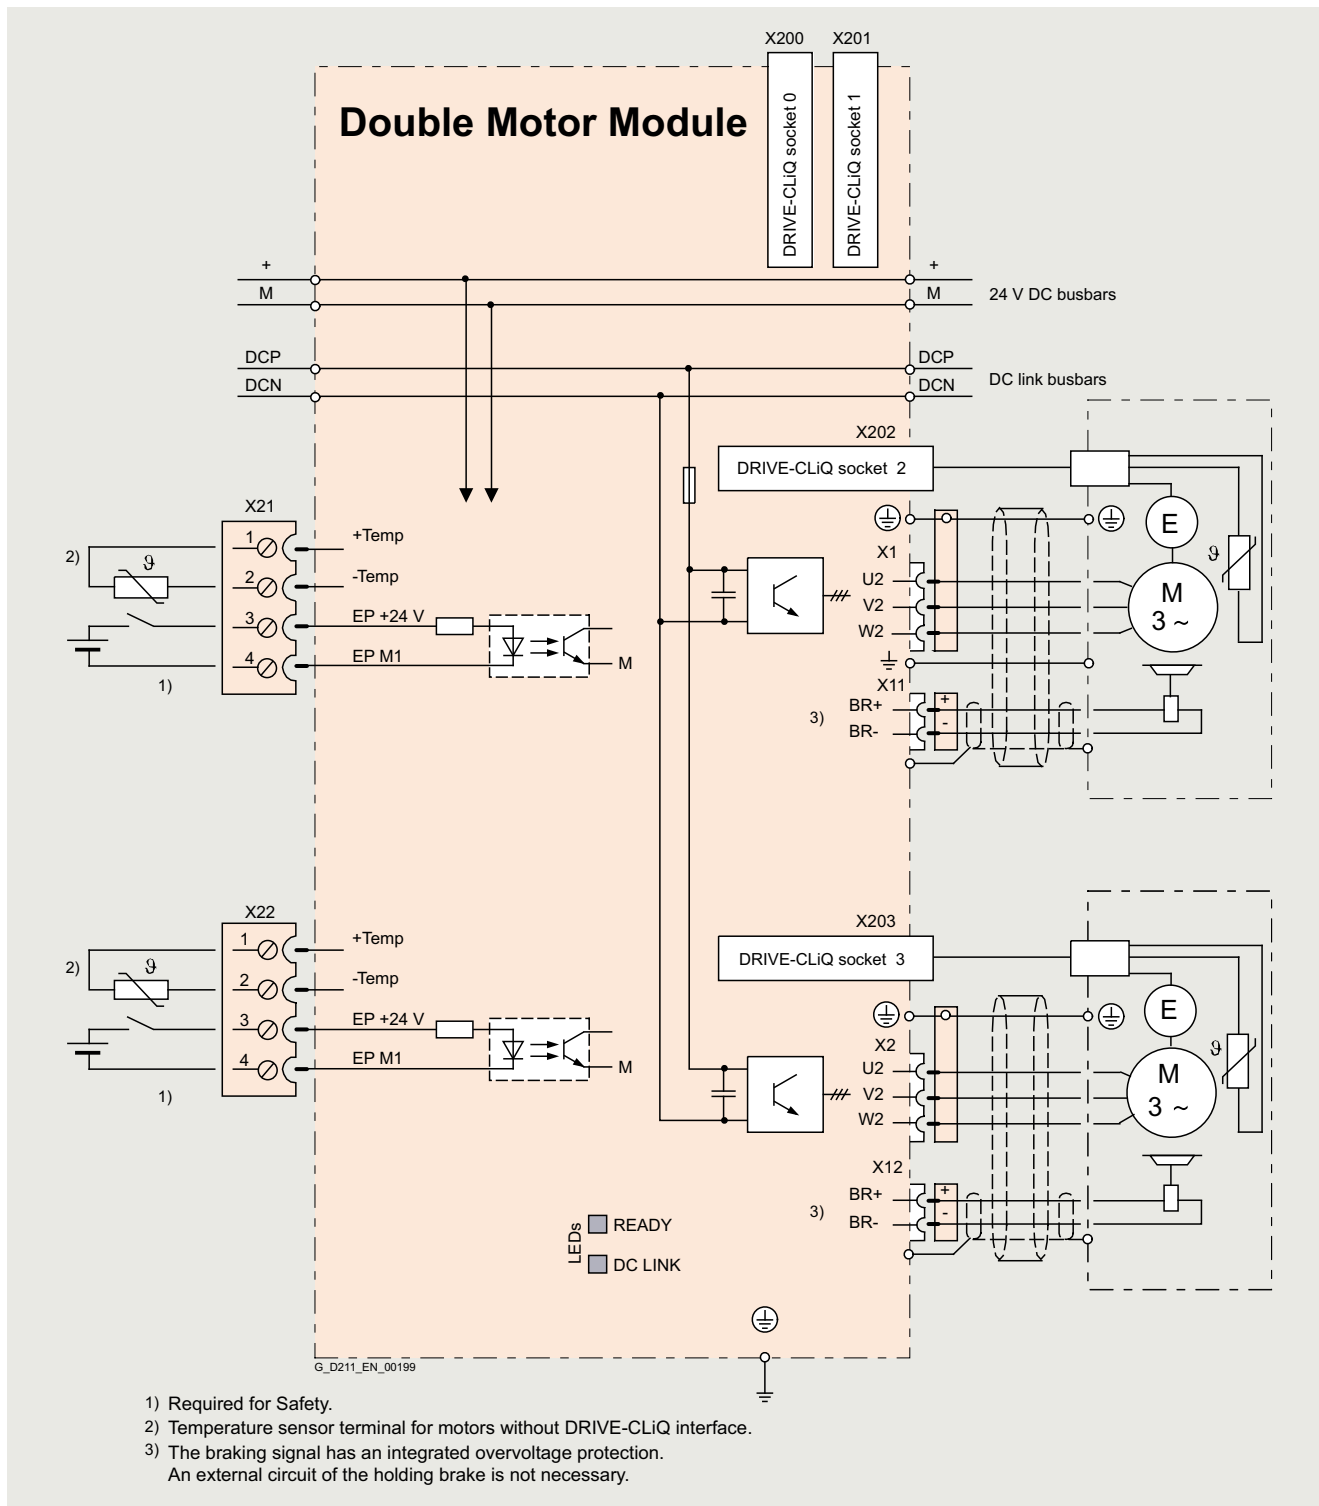 X200 X201
Double Motor Module
DRIVE-CLiQ socket 0
DRIVE-CLiQ socket 1
+ +
M M
24 V DC busbars
DCP DCP
DCN DCN
DC link busbars
X202
DRIVE-CLiQ socket 2
X21
1 +Temp
2) ϑ
2 -Temp
3 EP +24 V
4 EP M1
M
1)
X1
U2
V2
W2
E
ϑ
M
3 ~
X11
3)
BR+ +
BR- -
X22
1 +Temp
2) ϑ
2 -Temp
3 EP +24 V
4 EP M1
M
1)
X203
DRIVE-CLiQ socket 3
X2
U2
V2
W2
E
ϑ
M
3 ~
X12
3)
BR+ +
BR- -
LEDs
READY
DC LINK
G_D211_EN_00199
1) Required for Safety.
2) Temperature sensor terminal for motors without DRIVE-CLiQ interface.
3) The braking signal has an integrated overvoltage protection.
An external circuit of the holding brake is not necessary.